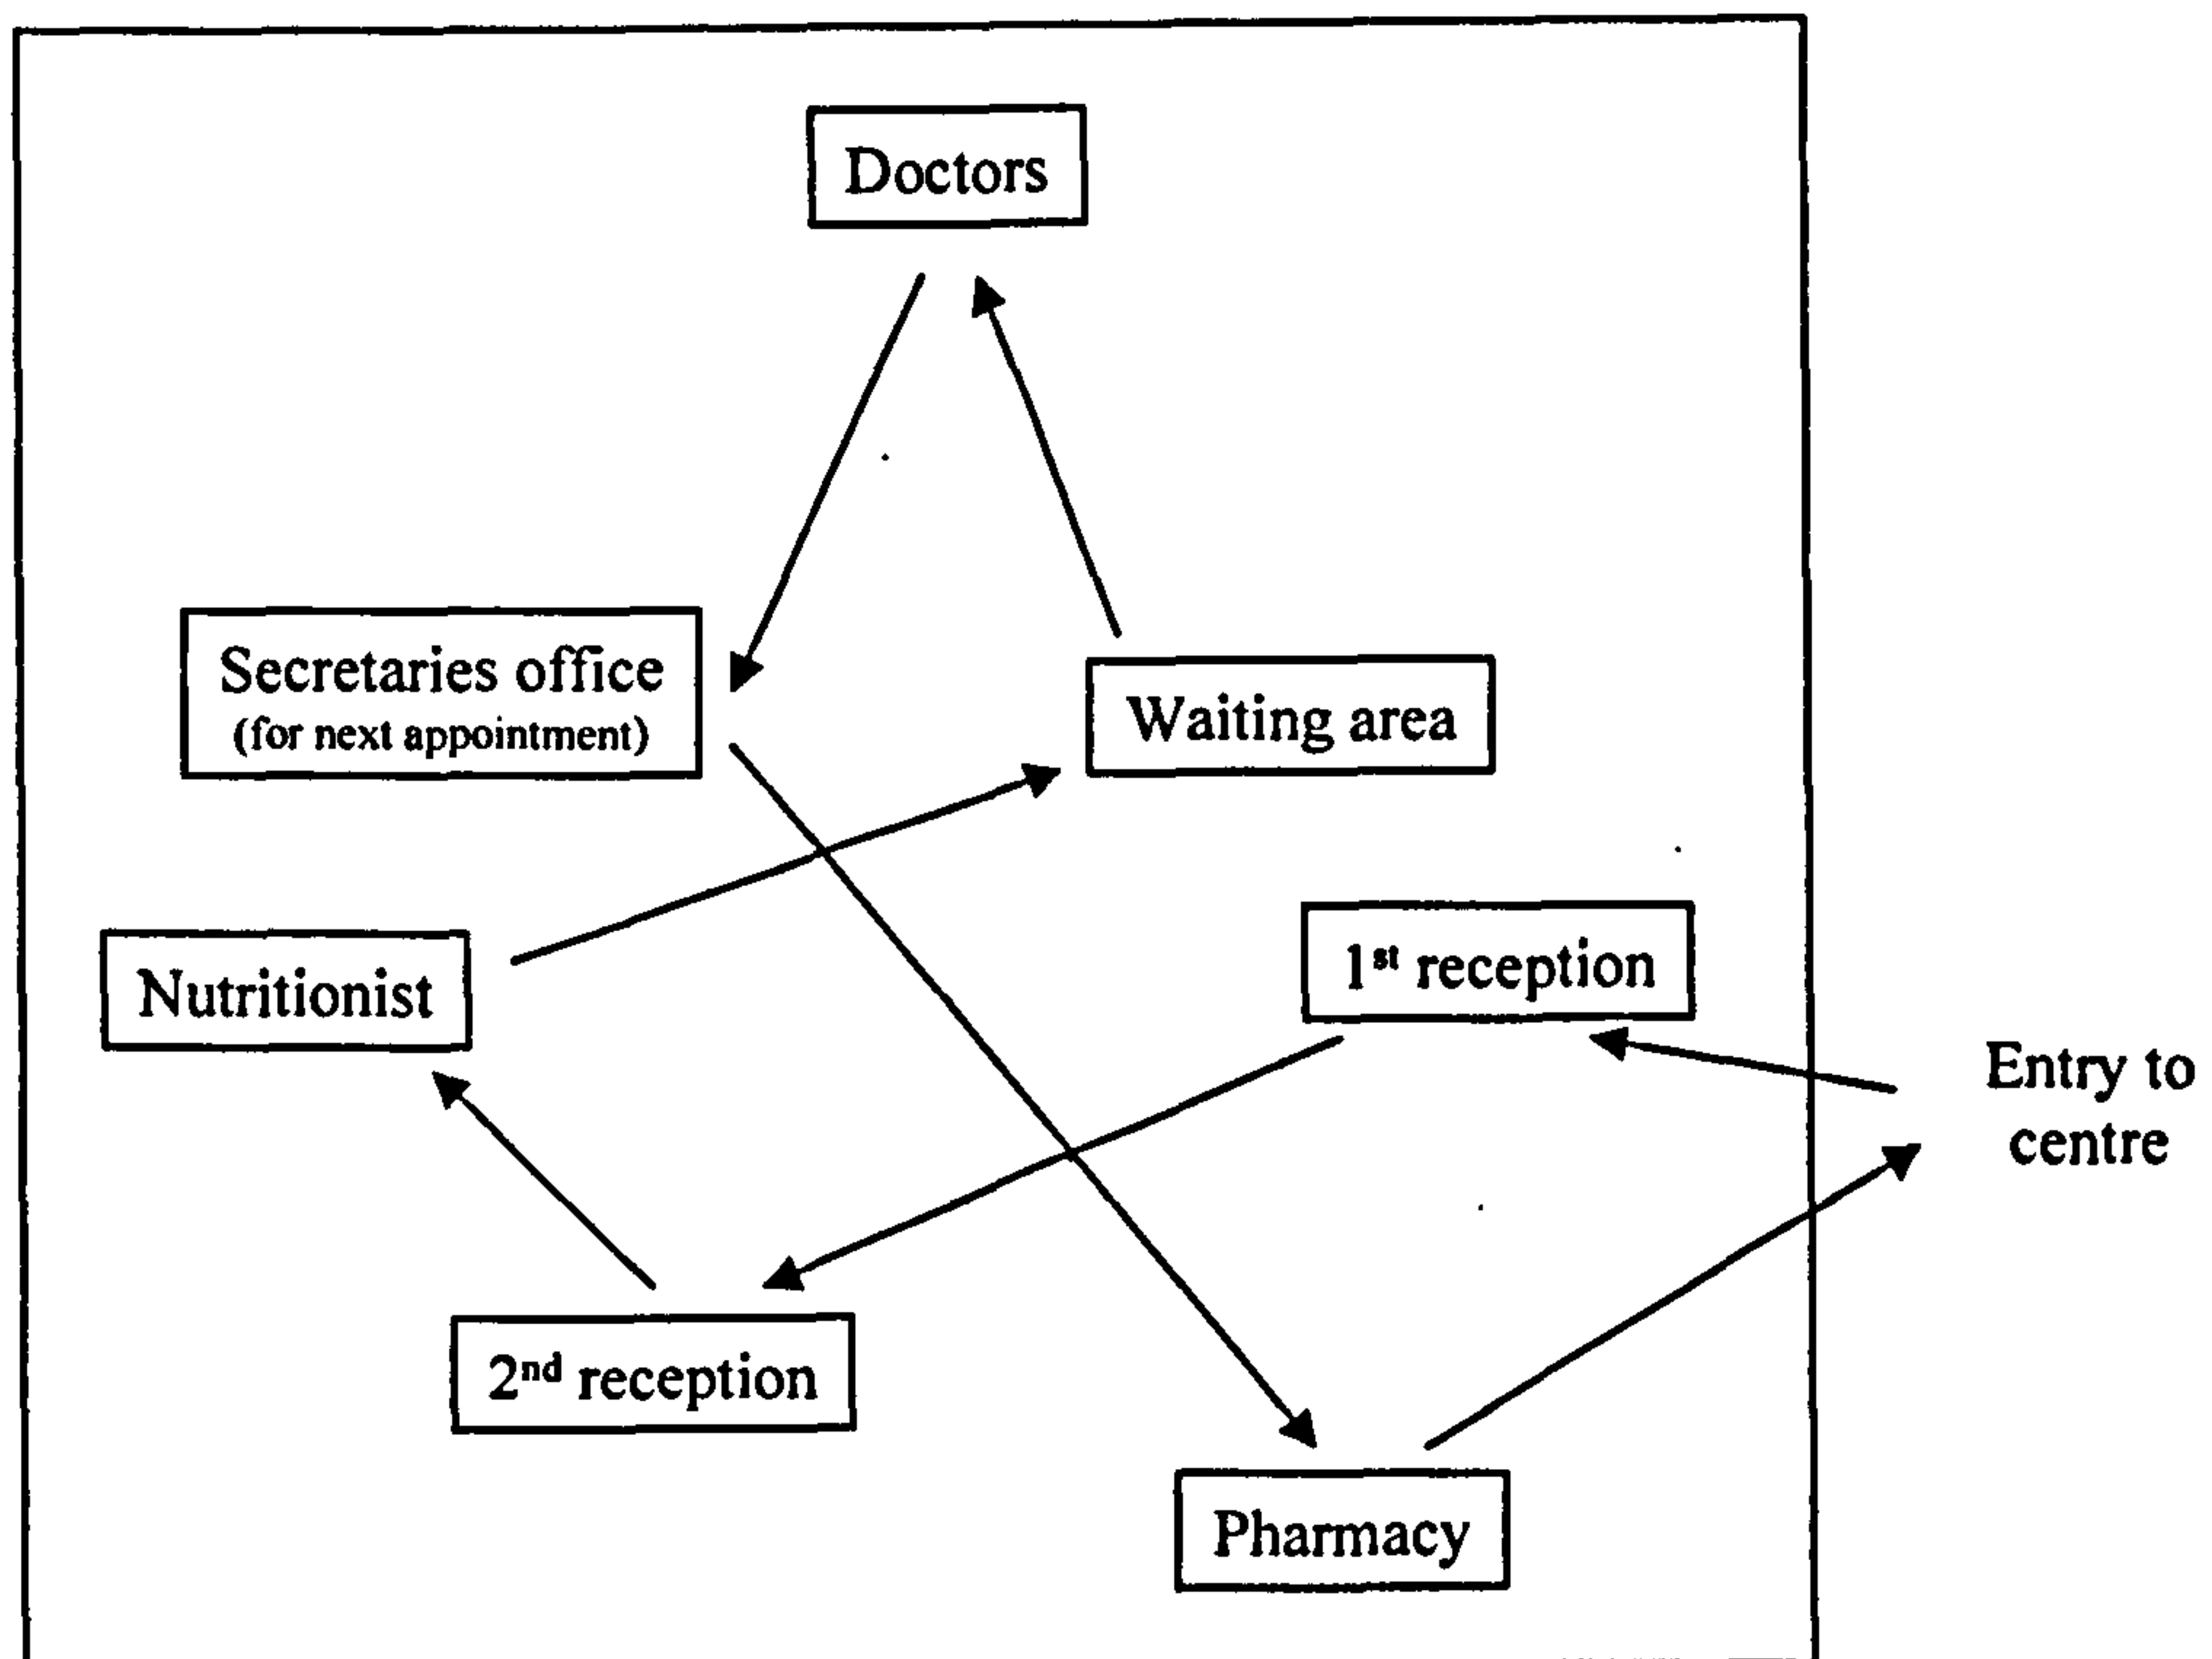 Doctors
Secretaries office
(for next appointment)
Waiting area
Nutritionist
1st reception
Entry to
centre
2nd reception
Pharmacy